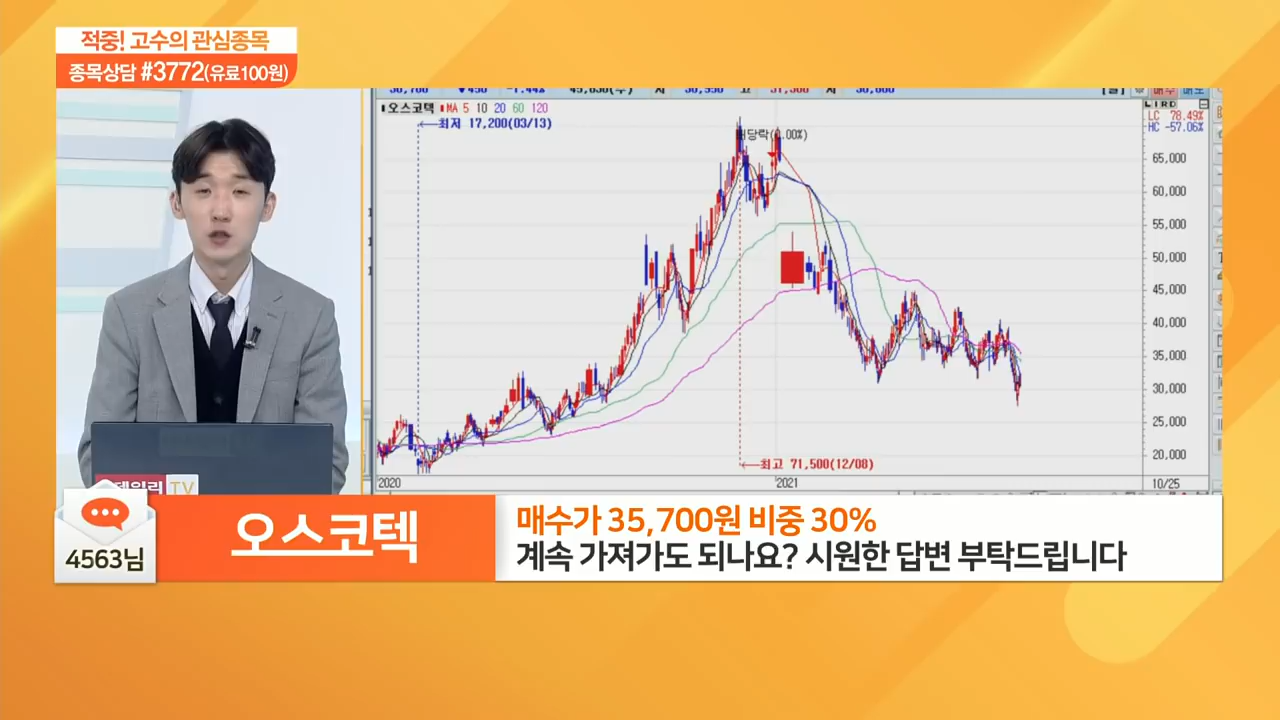 적중! 고수의 관심종목
종목상담 #3772(유료100원)
오스코텍 MA 5 10 20 60 120
최저 17,200(03/13)
당락(0.00%)
LC 78.49%
HC -57.06%
65,000
60,000
55,000
50,000
45,000
40,000
35,000
30,000
25,000
20,000
최고 71,500(12/08)
2020
2021
10/25
TV
4563님
오스코텍
매수가 35,700원 비중 30%
계속 가져가도 되나요? 시원한 답변 부탁드립니다